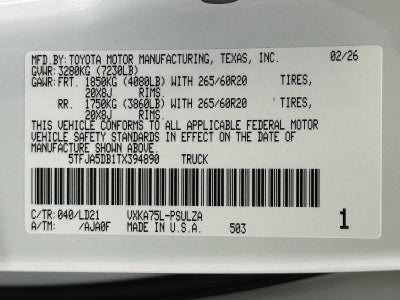 MFD.BY: TOYOTA MOTOR MANUFACTURING, TEXAS, INC. 02/26
GVWR: 3280KG (7230LB)
GAWR: FRT. 1850KG (4080LB) WITH 265/60R20 TIRES,
20X8J RIMS.
RR. 1750KG (3860LB) WITH 265/60R20 TIRES,
20X8J RIMS.
THIS VEHICLE CONFORMS TO ALL APPLICABLE FEDERAL MOTOR
VEHICLE SAFETY STANDARDS IN EFFECT ON THE DATE OF
MANUFACTURE SHOWN ABOVE.
5TFJA5DB1TX394890 TRUCK
C/TR: 040/LD21 VXKA75L-PSULZA 1
A/TM: /AJA0F MADE IN U.S.A. 503